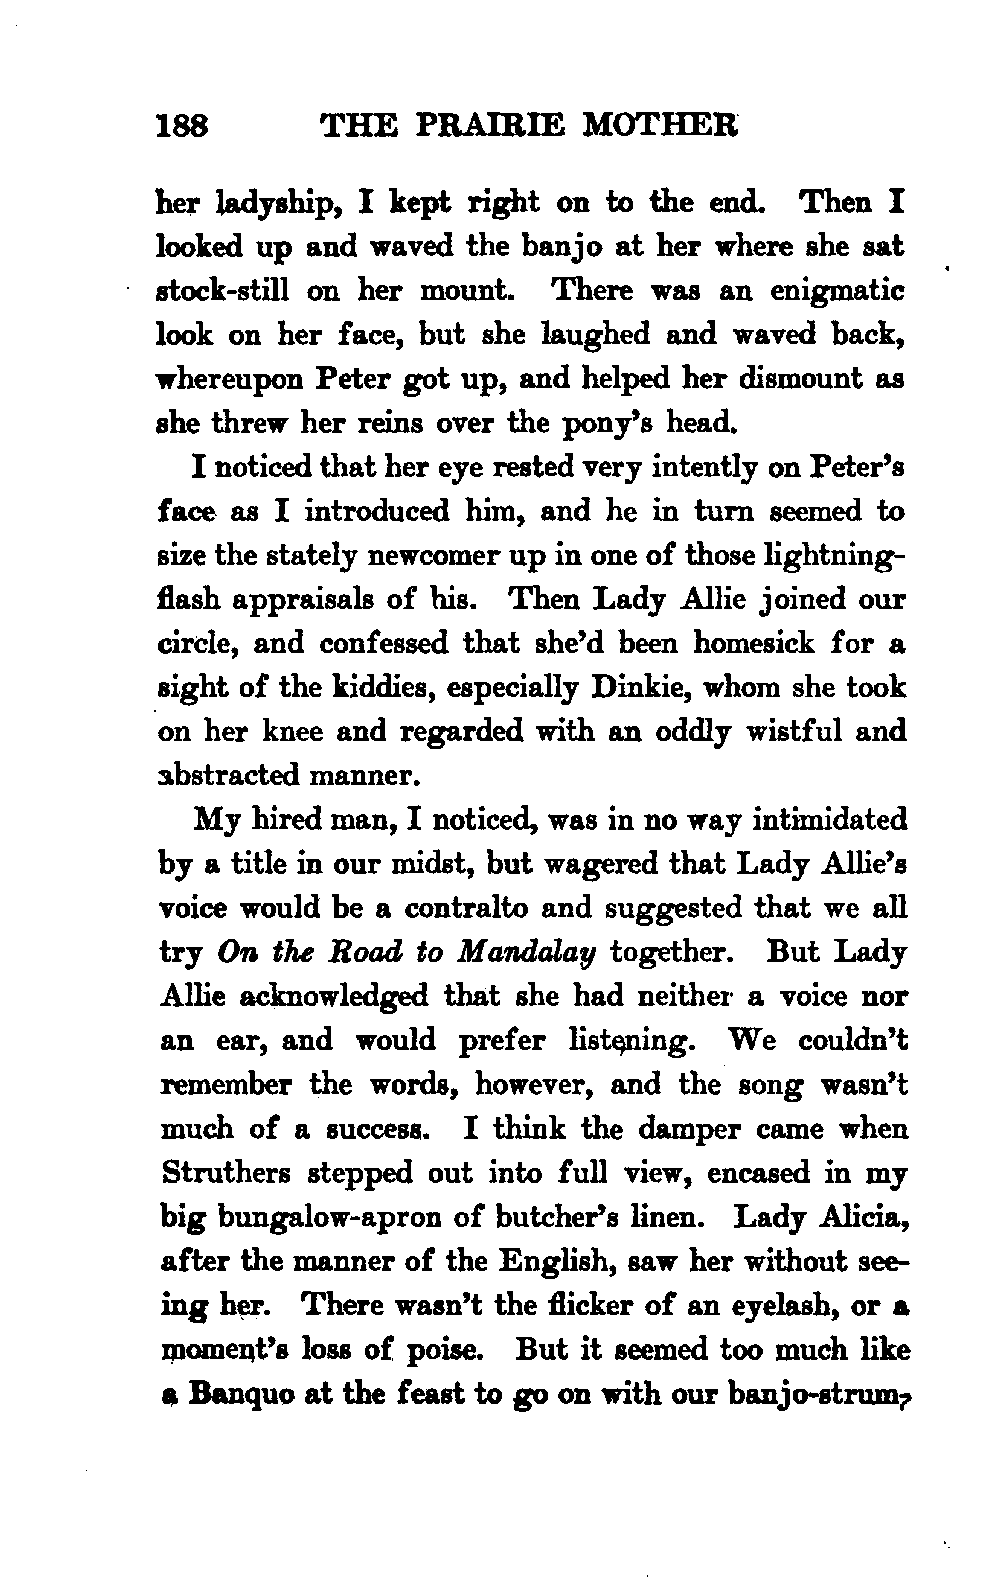 188 THE PRAIRIE MOTHER
her ladyship, I kept right on to the end. Then I
looked up and waved the banjo at her where she sat
stock-still on her mount. There was an enigmatic
look on her face, but she laughed and waved back,
whereupon Peter got up, and helped her dismount as
she threw her reins over the pony's head.
I noticed that her eye rested very intently on Peter's
face as I introduced him, and he in turn seemed to
size the stately newcomer up in one of those lightning-
flash appraisals of his. Then Lady Allie joined our
circle, and confessed that she'd been homesick for a
sight of the kiddies, especially Dinkie, whom she took
on her knee and regarded with an oddly wistful and
abstracted manner.
My hired man, I noticed, was in no way intimidated
by a title in our midst, but wagered that Lady Allie's
voice would be a contralto and suggested that we all
try On the Road to Mandalay together. But Lady
Allie acknowledged that she had neither a voice nor
an ear, and would prefer listening. We couldn't
remember the words, however, and the song wasn't
much of a success. I think the damper came when
Struthers stepped out into full view, encased in my
big bungalow-apron of butcher's linen. Lady Alicia,
after the manner of the English, saw her without see-
ing her. There wasn't the flicker of an eyelash, or a
moment's loss of poise. But it seemed too much like
a Banquo at the feast to go on with our banjo-strum-